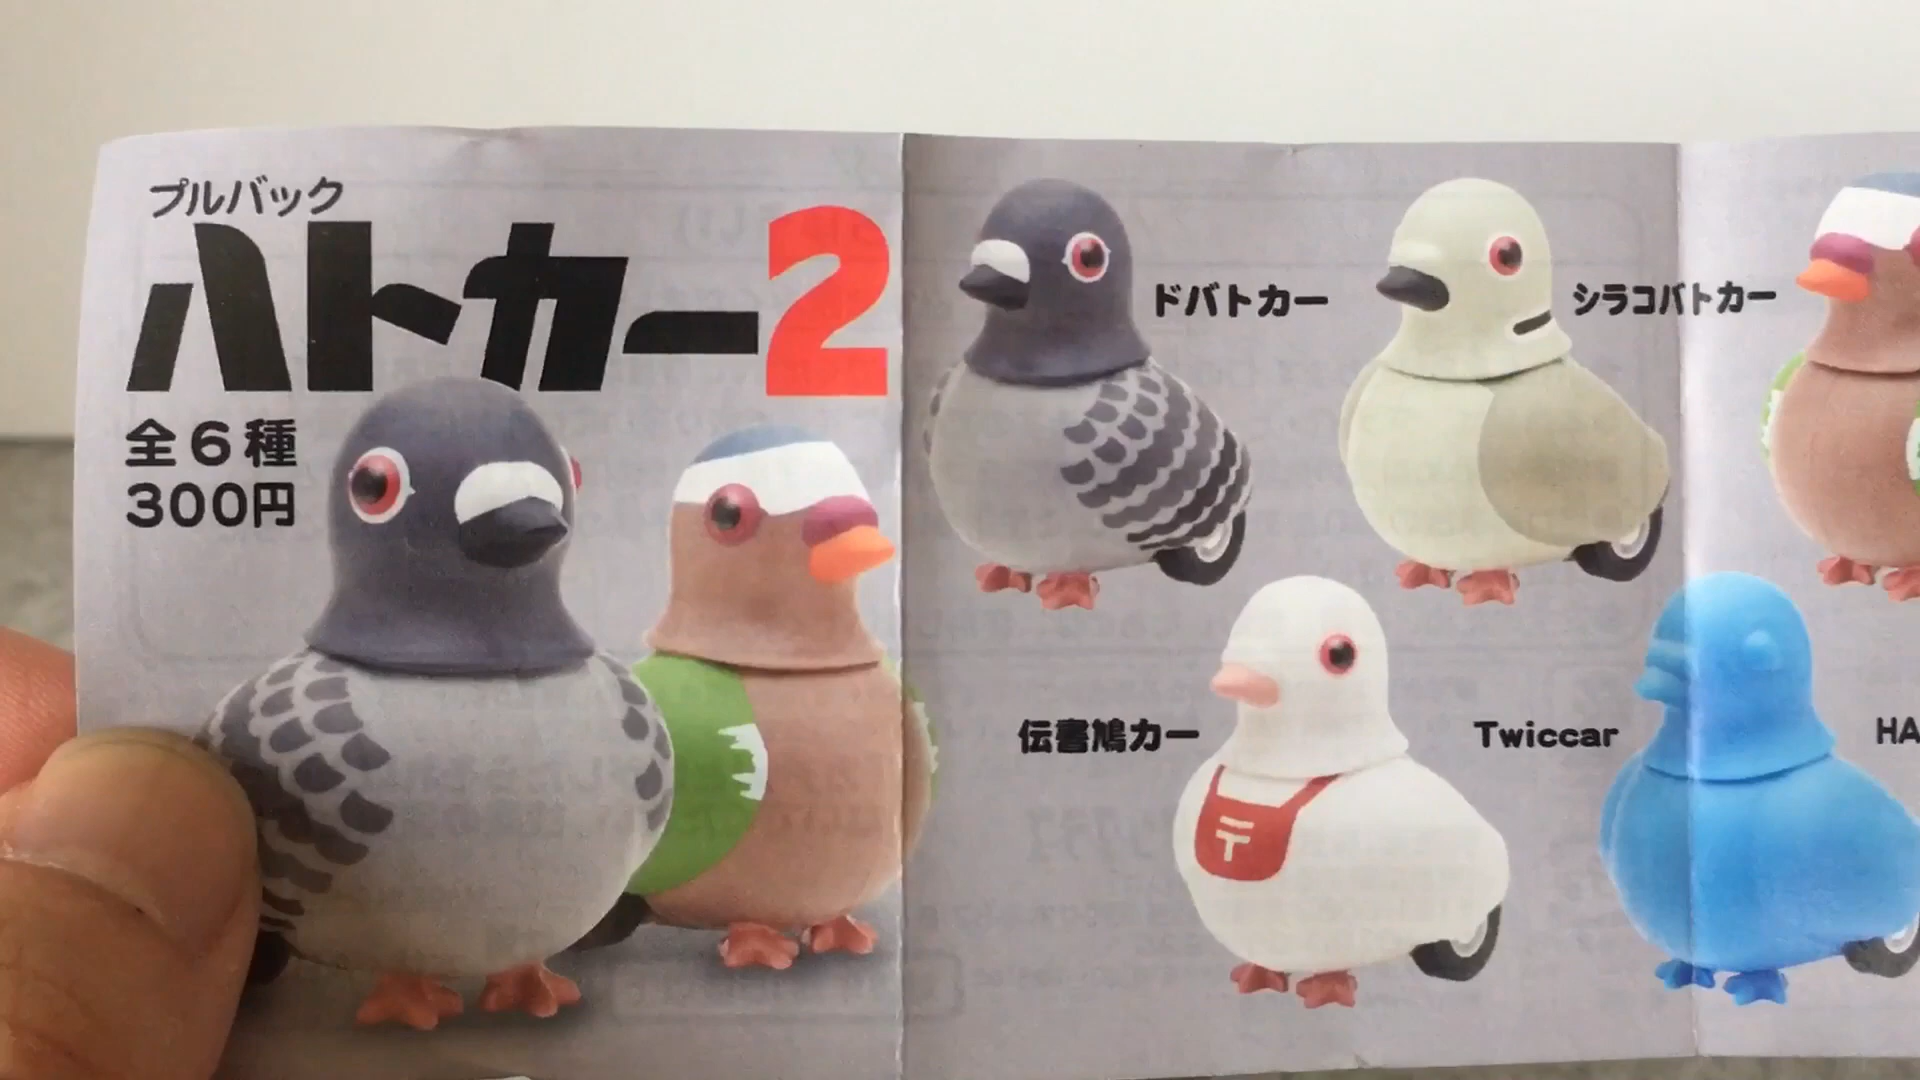 プルバック
ハトカー2
全6種
300円
ドバトカー
シラコバトカー
伝書鳩カー
〒
Twiccar
HA